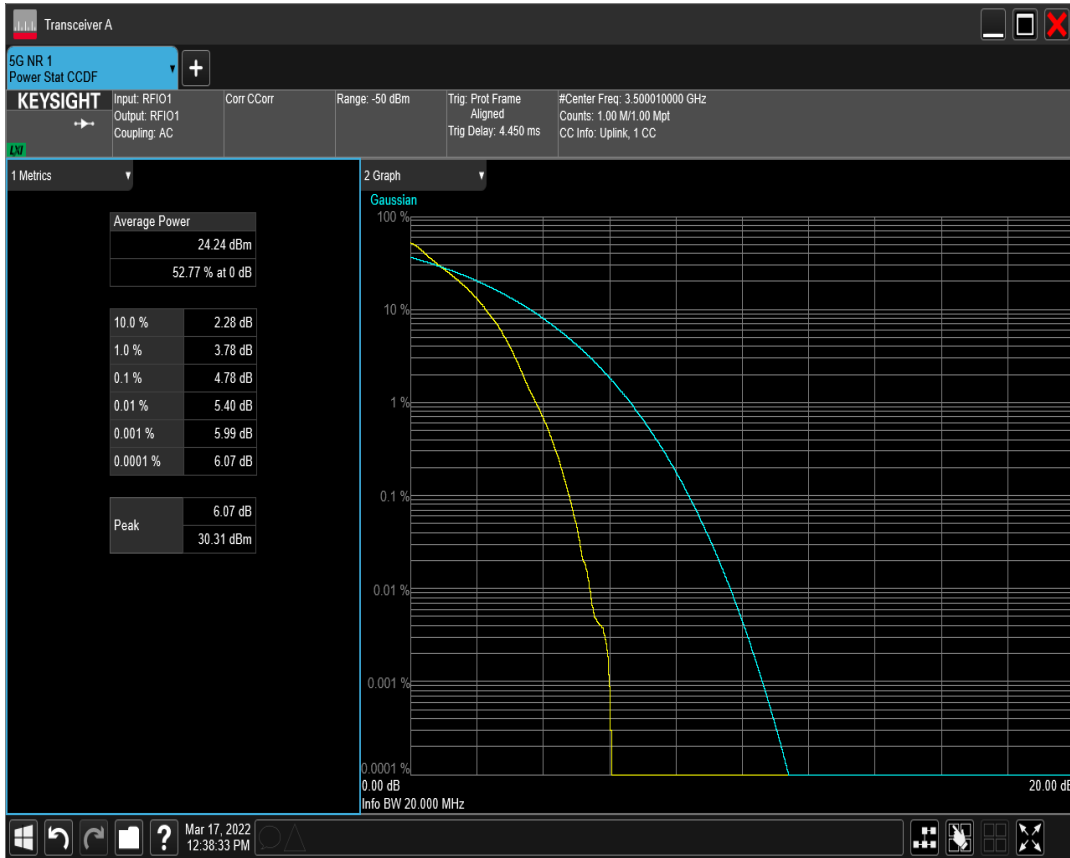 Transceiver A
5G NR 1
Power Stat CCDF
KEYSIGHT
LXI
Input: RFIO1
Output: RFIO1
Coupling: AC
Corr CCorr
Range: -50 dBm
Trig: Prot Frame
Aligned
Trig Delay: 4.450 ms
#Center Freq: 3.500010000 GHz
Counts: 1.00 M/1.00 Mpt
CC Info: Uplink, 1 CC
1 Metrics
Average Power
24.24 dBm
52.77 % at 0 dB
10.0 % 2.28 dB
1.0 % 3.78 dB
0.1 % 4.78 dB
0.01 % 5.40 dB
0.001 % 5.99 dB
0.0001 % 6.07 dB
Peak
6.07 dB
30.31 dBm
2 Graph
Gaussian
100 %
10 %
1 %
0.1 %
0.01 %
0.001 %
0.0001 %
0.00 dB 20.00 dB
Info BW 20.000 MHz
?
Mar 17, 2022
12:38:33 PM